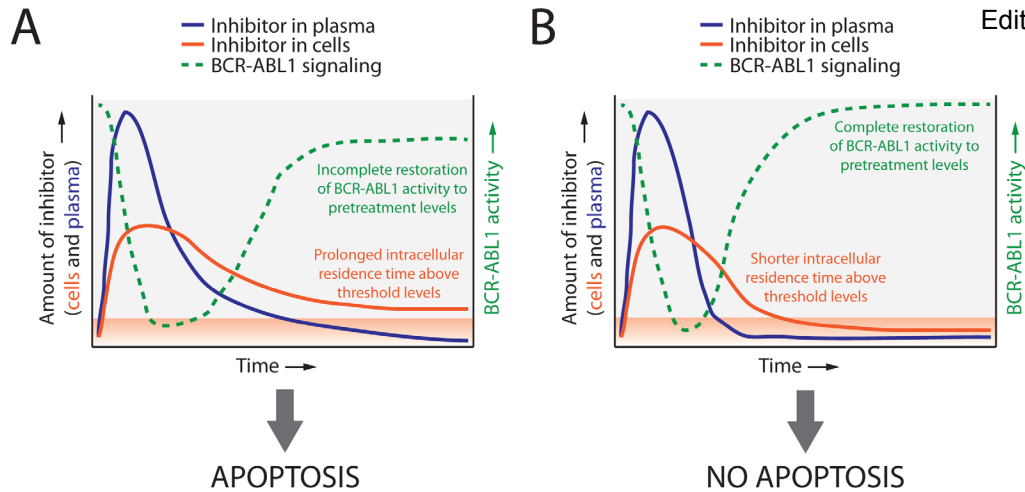 A
Inhibitor in plasma
Inhibitor in cells
BCR-ABL1 signaling
Amount of inhibitor
(cells and plasma)
Incomplete restoration
of BCR-ABL1 activity to
pretreatment levels
Prolonged intracellular
residence time above
threshold levels
BCR-ABL1 activity
Time
APOPTOSIS
B
Edit
Inhibitor in plasma
Inhibitor in cells
BCR-ABL1 signaling
Amount of inhibitor
(cells and plasma)
Complete restoration
of BCR-ABL1 activity to
pretreatment levels
Shorter intracellular
residence time above
threshold levels
BCR-ABL1 activity
Time
NO APOPTOSIS